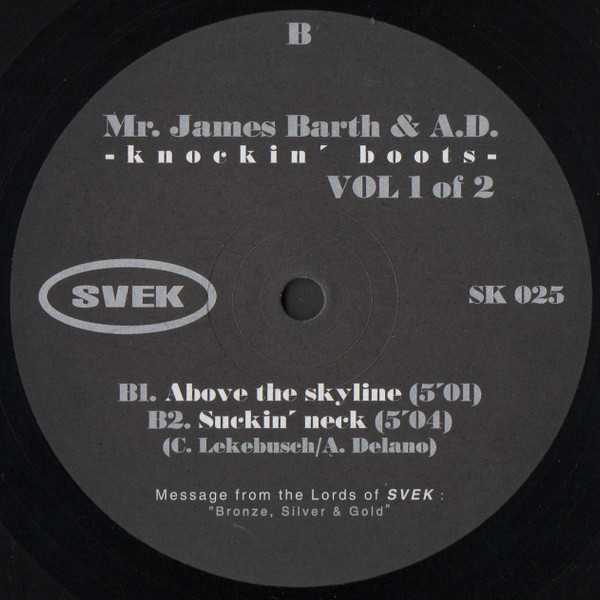 B
Mr. James Barth & A.D.
-knockin´ boots-
VOL 1 of 2
SVEK
SK 025
B1. Above the skyline (5´01)
B2. Suckin´ neck (5´04)
(C. Lekebusch/A. Delano)
Message from the Lords of SVEK :
"Bronze, Silver & Gold"